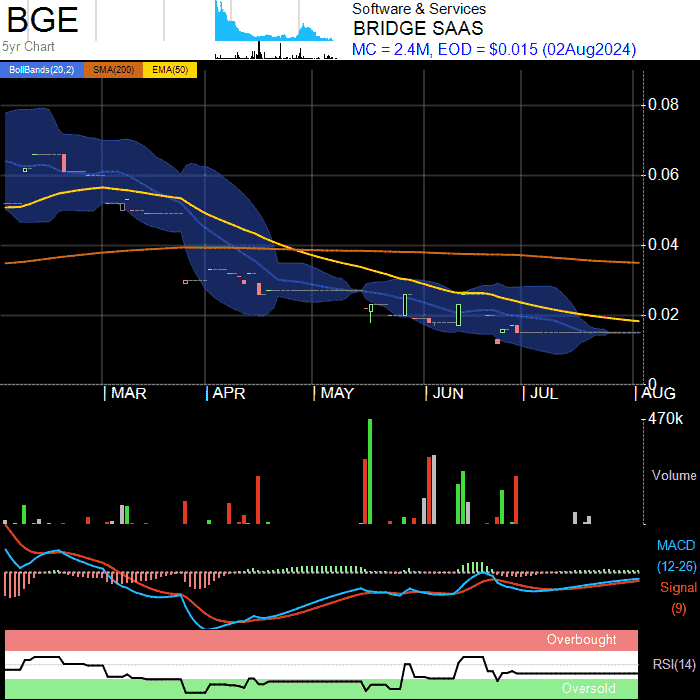 BGE
5yr Chart
Software & Services
BRIDGE SAAS
MC = 2.4M, EOD = $0.015 (02Aug2024)
BollBands(20,2) SMA(200) EMA(50)
0.08
0.06
0.04
0.02
0
MAR APR MAY JUN JUL AUG
470k
Volume
MACD
(12-26)
Signal
(9)
Overbought
RSI(14)
Oversold